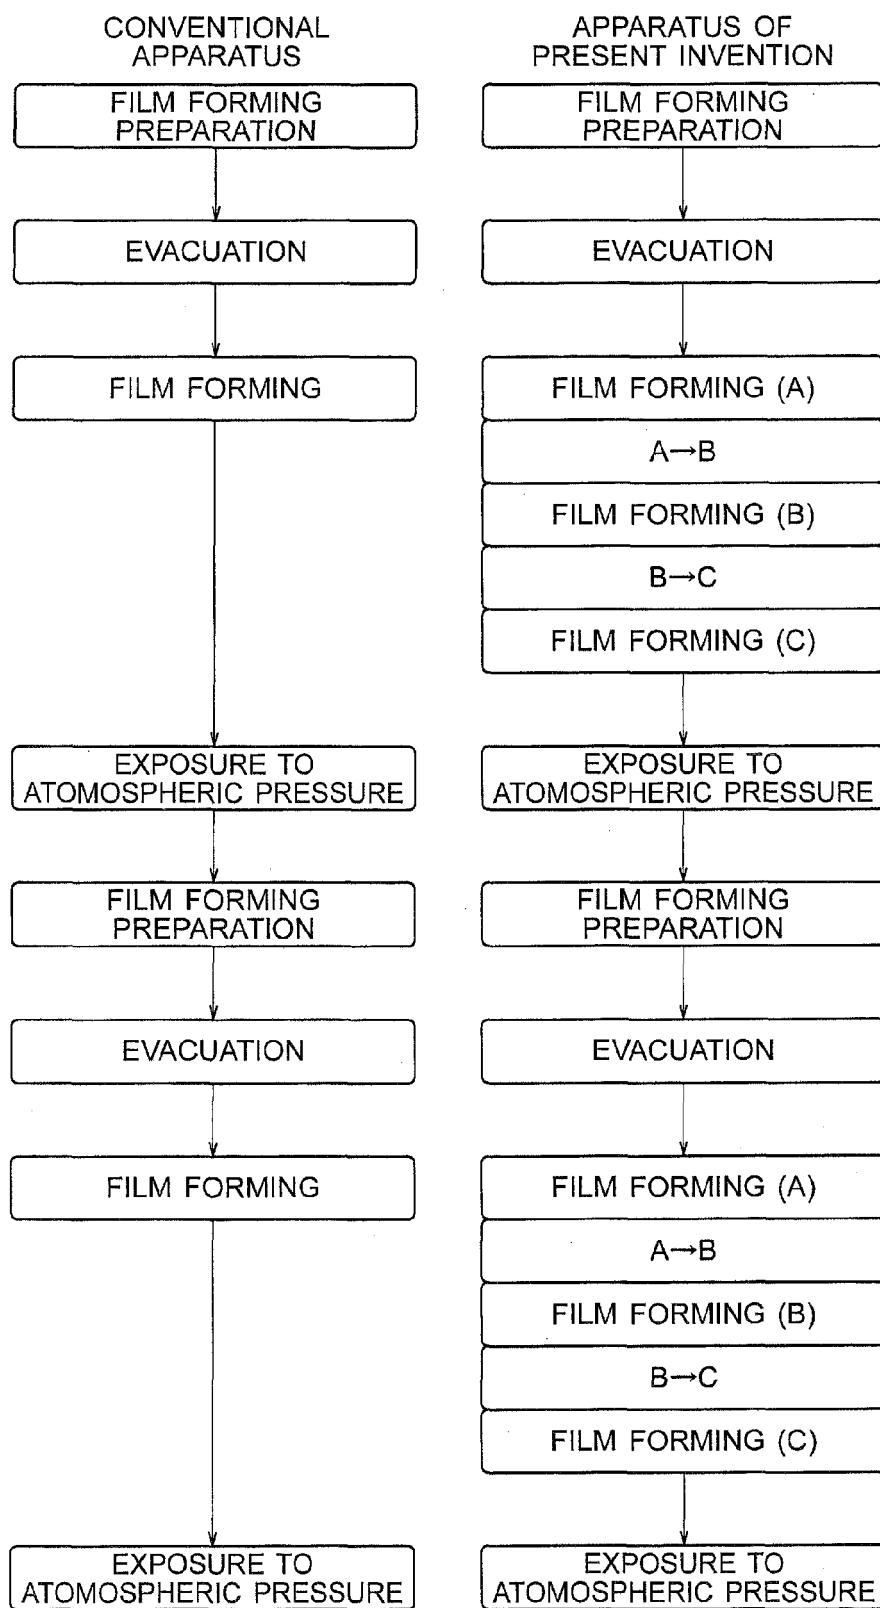 CONVENTIONAL
APPARATUS
FILM FORMING
PREPARATION
EVACUATION
FILM FORMING
EXPOSURE TO
ATOMOSPHERIC PRESSURE
FILM FORMING
PREPARATION
EVACUATION
FILM FORMING
EXPOSURE TO
ATOMOSPHERIC PRESSURE
APPARATUS OF
PRESENT INVENTION
FILM FORMING
PREPARATION
EVACUATION
FILM FORMING (A)
A→B
FILM FORMING (B)
B→C
FILM FORMING (C)
EXPOSURE TO
ATOMOSPHERIC PRESSURE
FILM FORMING
PREPARATION
EVACUATION
FILM FORMING (A)
A→B
FILM FORMING (B)
B→C
FILM FORMING (C)
EXPOSURE TO
ATOMOSPHERIC PRESSURE